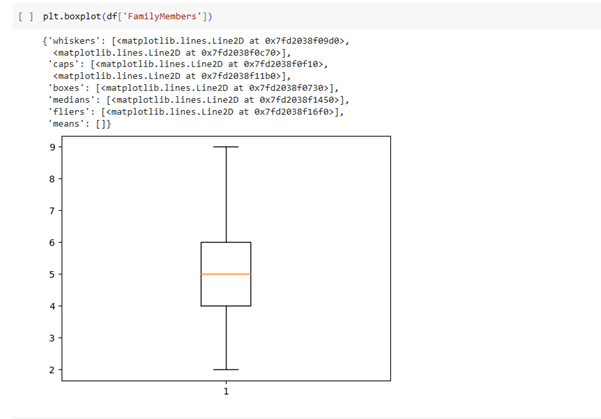 [ ] plt.boxplot(df['FamilyMembers'])
{'whiskers': [<matplotlib.lines.Line2D at 0x7fd2038f09d0>,
<matplotlib.lines.Line2D at 0x7fd2038f0c70>],
'caps': [<matplotlib.lines.Line2D at 0x7fd2038f0f10>,
<matplotlib.lines.Line2D at 0x7fd2038f11b0>],
'boxes': [<matplotlib.lines.Line2D at 0x7fd2038f0730>],
'medians': [<matplotlib.lines.Line2D at 0x7fd2038f1450>],
'fliers': [<matplotlib.lines.Line2D at 0x7fd2038f16f0>],
'means': []}
9
8
7
6
5
4
3
2
1